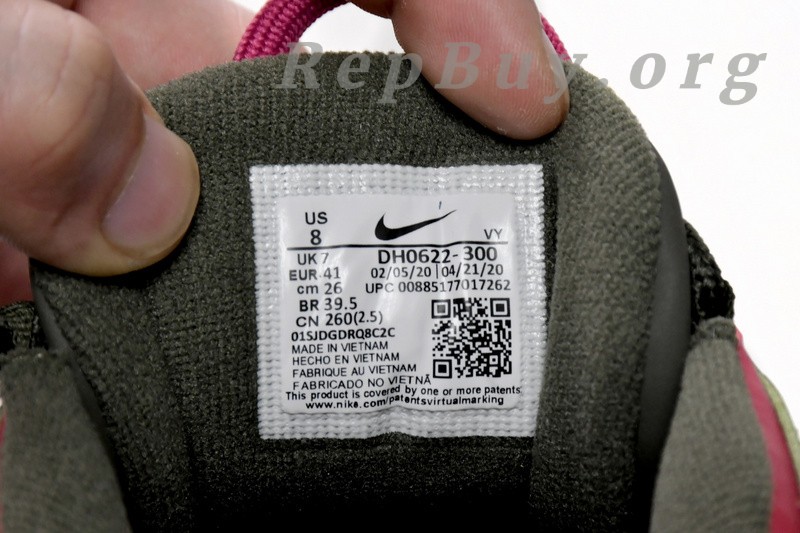 RepBuy.org
US
8 VY
UK 7 DH0622-300
EUR 41 02/05/20 04/21/20
cm 26 UPC 00885177017262
BR 39.5
CN 260(2.5)
01SJDGDRQ8C2C
MADE IN VIETNAM
HECHO EN VIETNAM
FABRIQUE AU VIETNAM
FABRICADO NO VIETNÃ
This product is covered by one or more patents
www.nike.com/patentsvirtualmarking